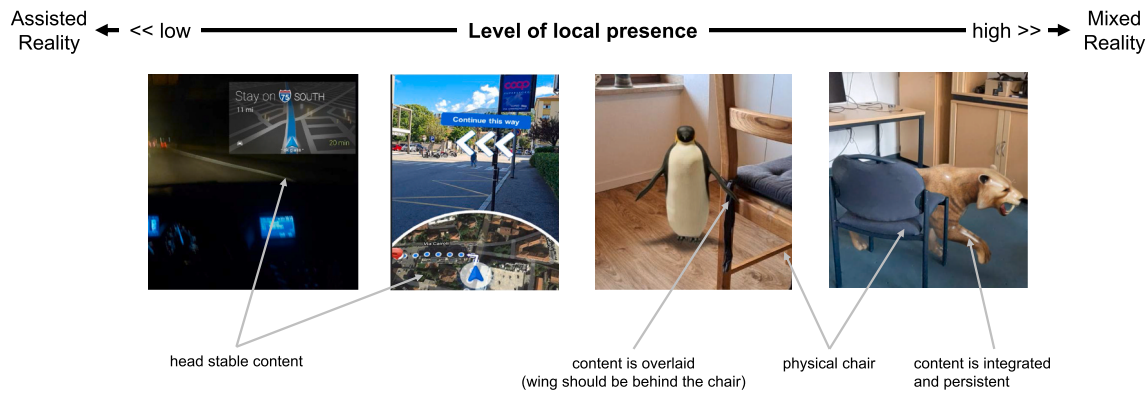 Assisted
Reality
<< low
Level of local presence
high >>
Mixed
Reality
Stay on 75 SOUTH
11 mi
20 min
coop
Continue this way
head stable content
content is overlaid
(wing should be behind the chair)
physical chair
content is integrated
and persistent